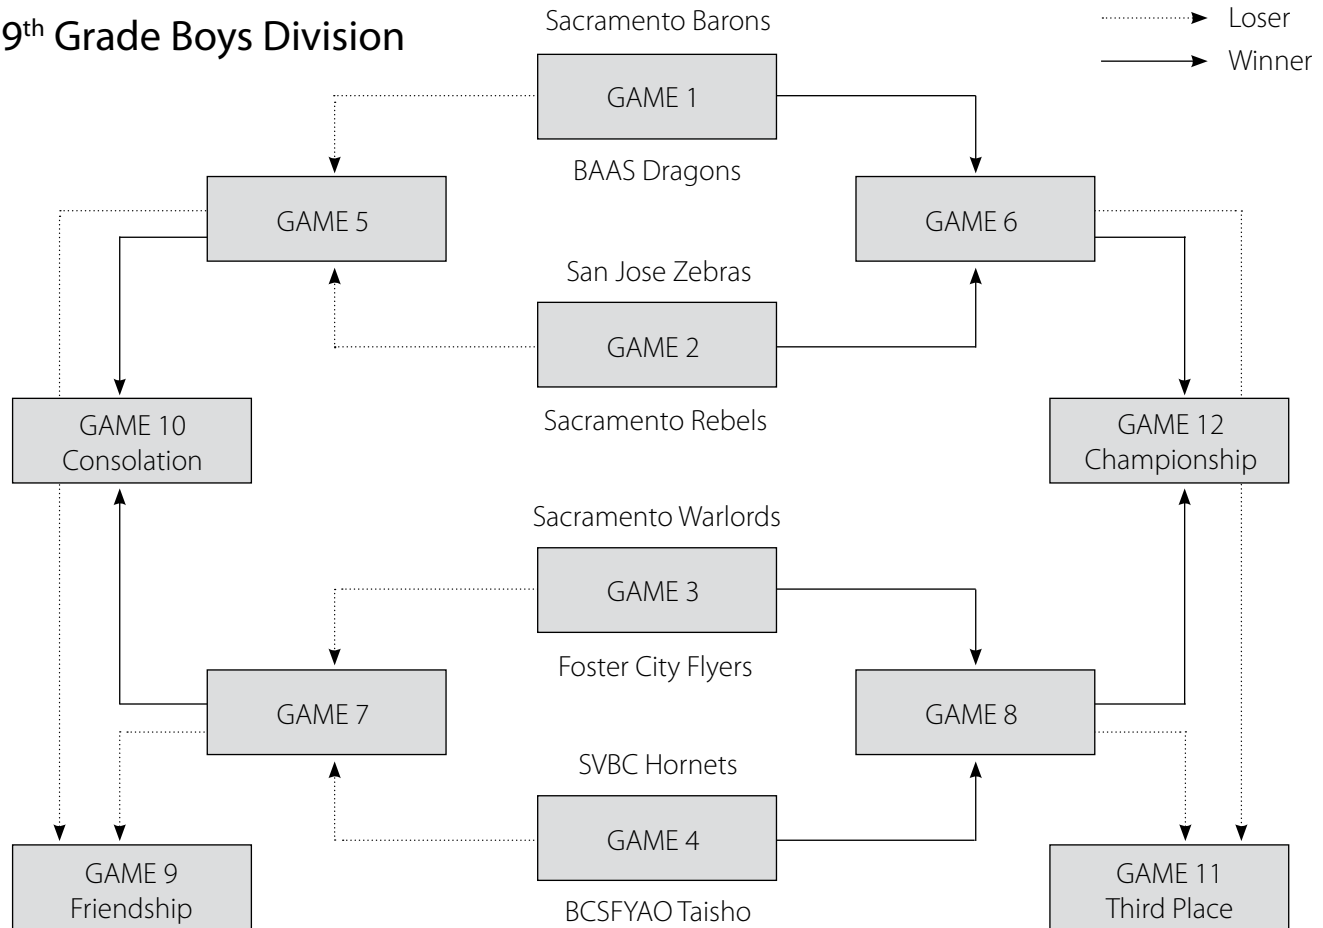 9th Grade Boys Division
Sacramento Barons
Loser
Winner
GAME 1
BAAS Dragons
GAME 5
GAME 6
San Jose Zebras
GAME 2
Sacramento Rebels
GAME 10
Consolation
GAME 12
Championship
Sacramento Warlords
GAME 3
Foster City Flyers
GAME 7
GAME 8
SVBC Hornets
GAME 4
BCSFYAO Taisho
GAME 9
Friendship
GAME 11
Third Place